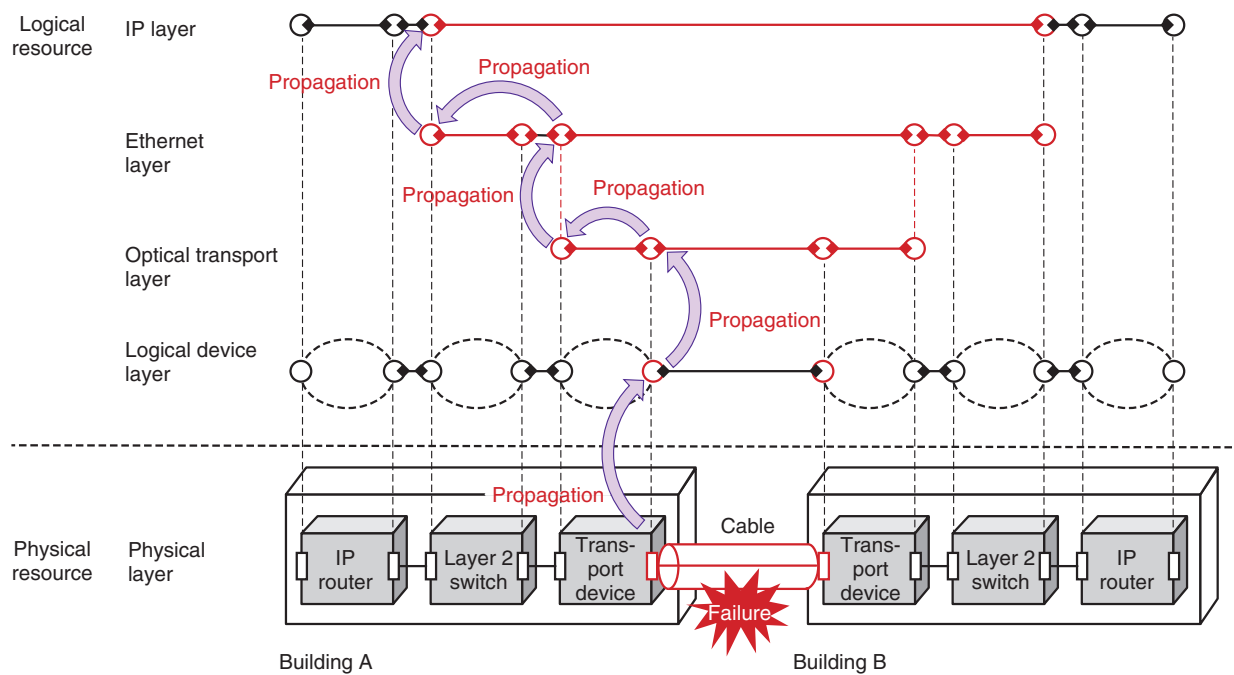 Logical
resource
IP layer
Propagation
Propagation
Ethernet
layer
Propagation
Propagation
Optical transport
layer
Propagation
Logical device
layer
Propagation
Physical
resource
Physical
layer
IP
router
Layer 2
switch
Trans-
port
device
Cable
Failure
Trans-
port
device
Layer 2
switch
IP
router
Building A
Building B